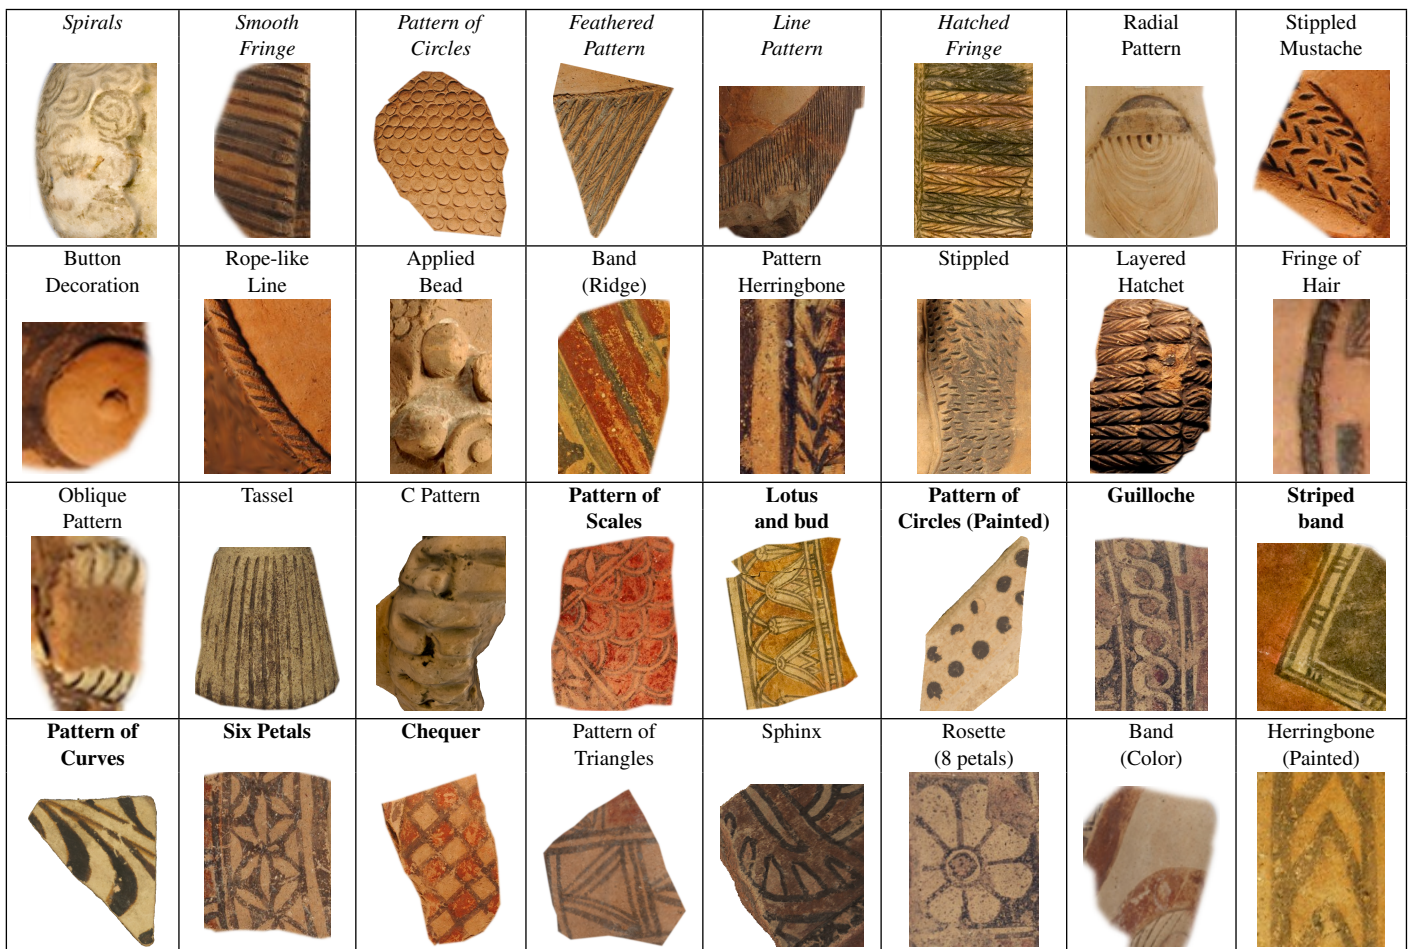 Spirals
Smooth
Fringe
Pattern of
Circles
Feathered
Pattern
Line
Pattern
Hatched
Fringe
Radial
Pattern
Stippled
Mustache
Button
Decoration
Rope-like
Line
Applied
Bead
Band
(Ridge)
Pattern
Herringbone
Stippled
Layered
Hatchet
Fringe of
Hair
Oblique
Pattern
Tassel
C Pattern
Pattern of
Scales
Lotus
and bud
Pattern of
Circles (Painted)
Guilloche
Striped
band
Pattern of
Curves
Six Petals
Chequer
Pattern of
Triangles
Sphinx
Rosette
(8 petals)
Band
(Color)
Herringbone
(Painted)